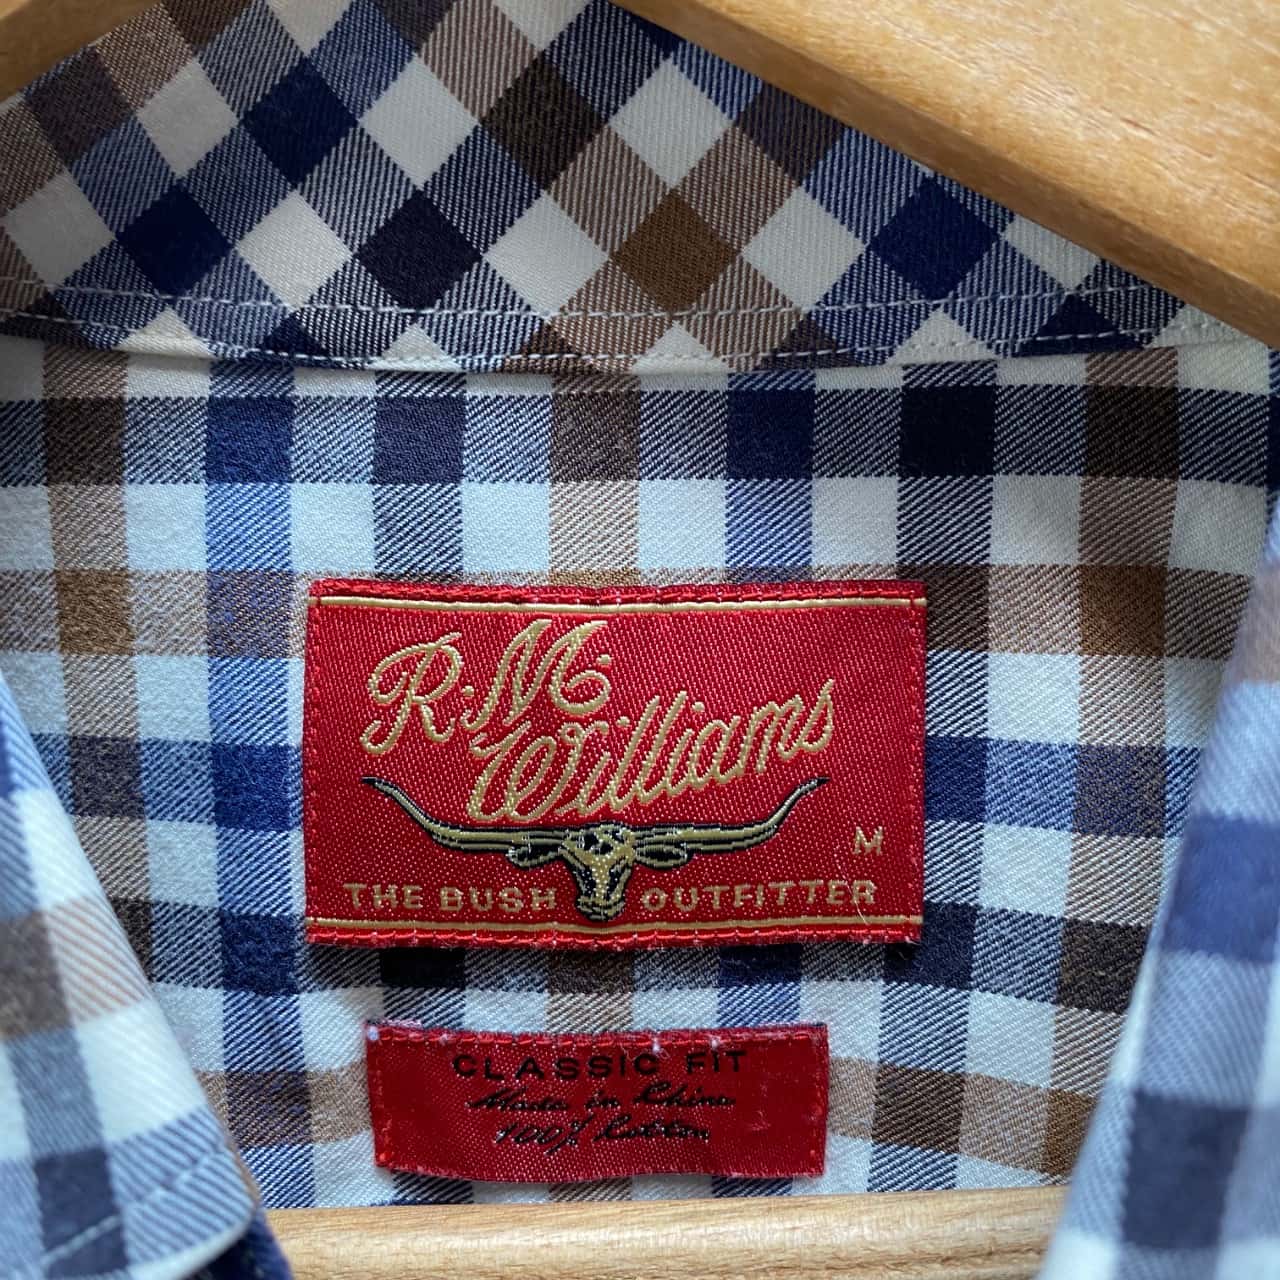 R.M.
Williams
M
THE BUSH OUTFITTER
CLASSIC FIT
Made in China
100% Cotton